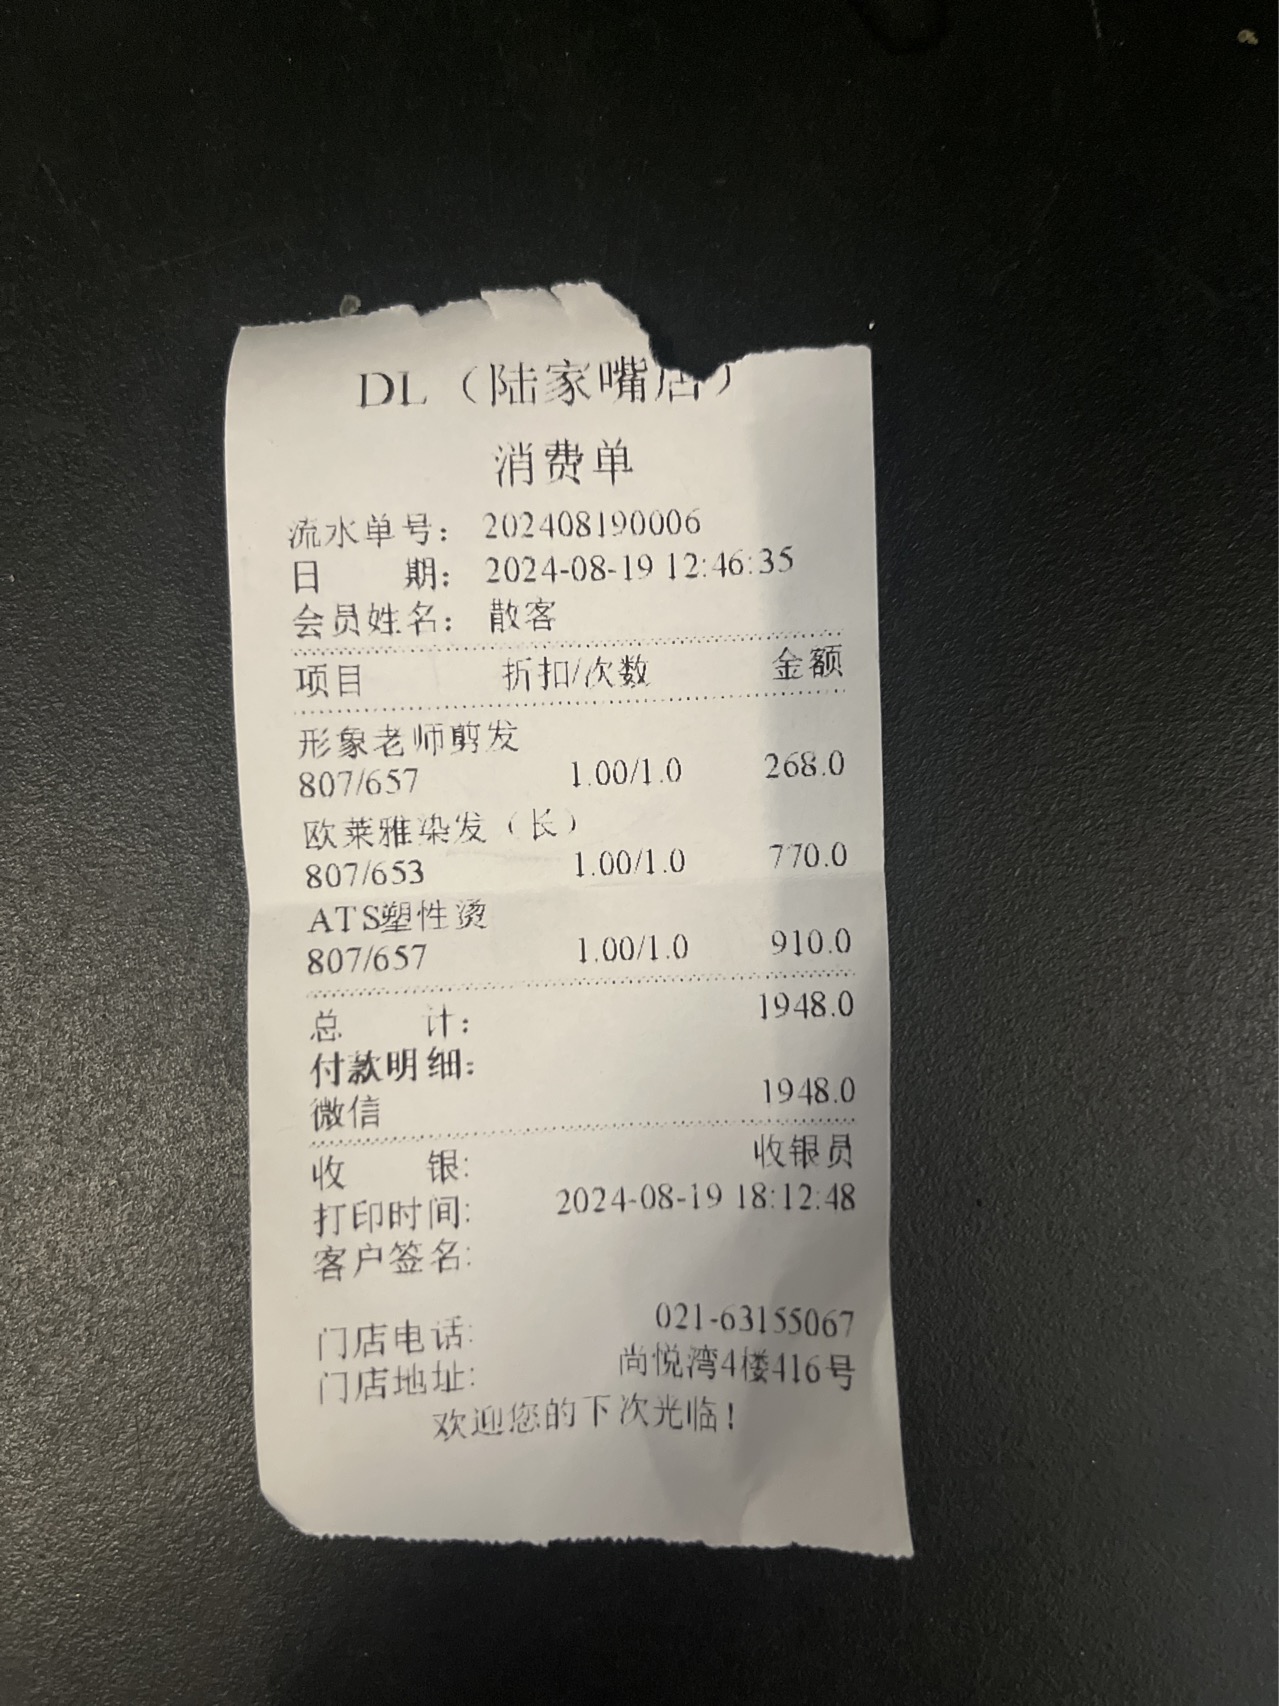 DL（陆家嘴店）
消费单
流水单号： 202408190006
日 期： 2024-08-19 12:46:35
会员姓名： 散客
项目 折扣/次数 金额
形象老师剪发
807/657 1.00/1.0 268.0
欧莱雅染发（长）
807/653 1.00/1.0 770.0
ATS塑性烫
807/657 1.00/1.0 910.0
总 计： 1948.0
付款明细：
微信 1948.0
收 银: 收银员
打印时间: 2024-08-19 18:12:48
客户签名:
门店电话: 021-63155067
门店地址: 尚悦湾4楼416号
欢迎您的下次光临！